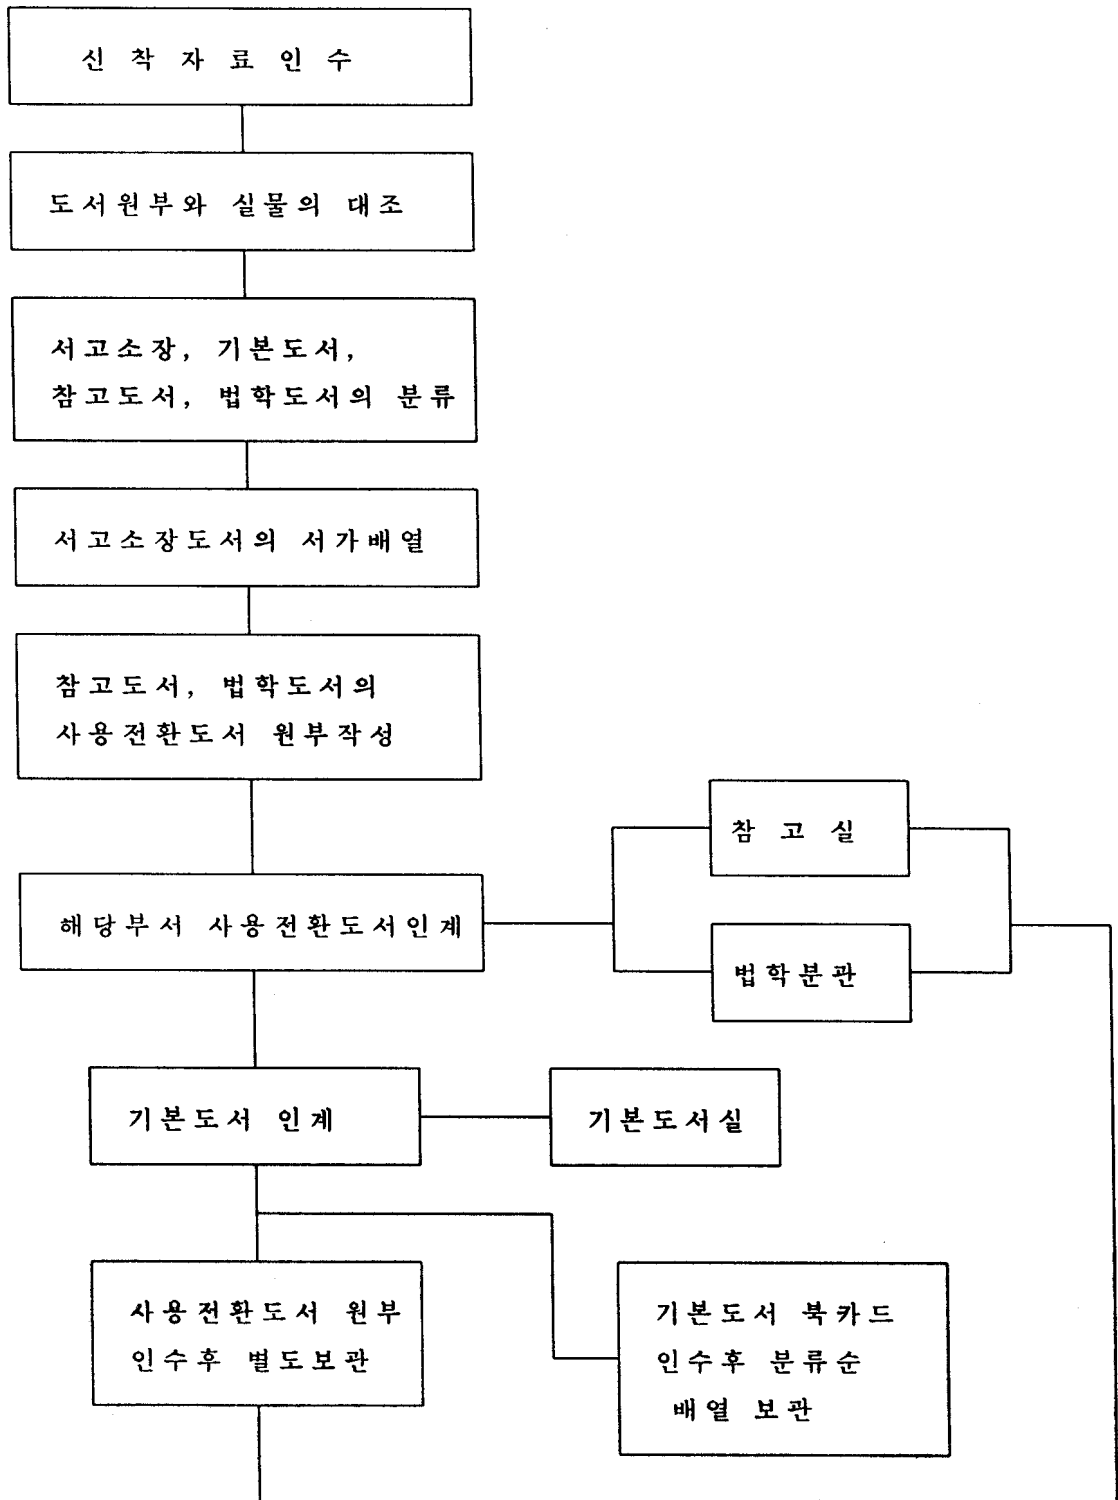 신착자료인수
도서원부와 실물의 대조
서고소장, 기본도서,
참고도서, 법학도서의 분류
서고소장도서의 서가배열
참고도서, 법학도서의
사용전환도서 원부작성
참고실
해당부서 사용전환도서인계
법학분관
기본도서 인계
기본도서실
사용전환도서 원부
인수후 별도보관
기본도서 북카드
인수후 분류순
배열 보관